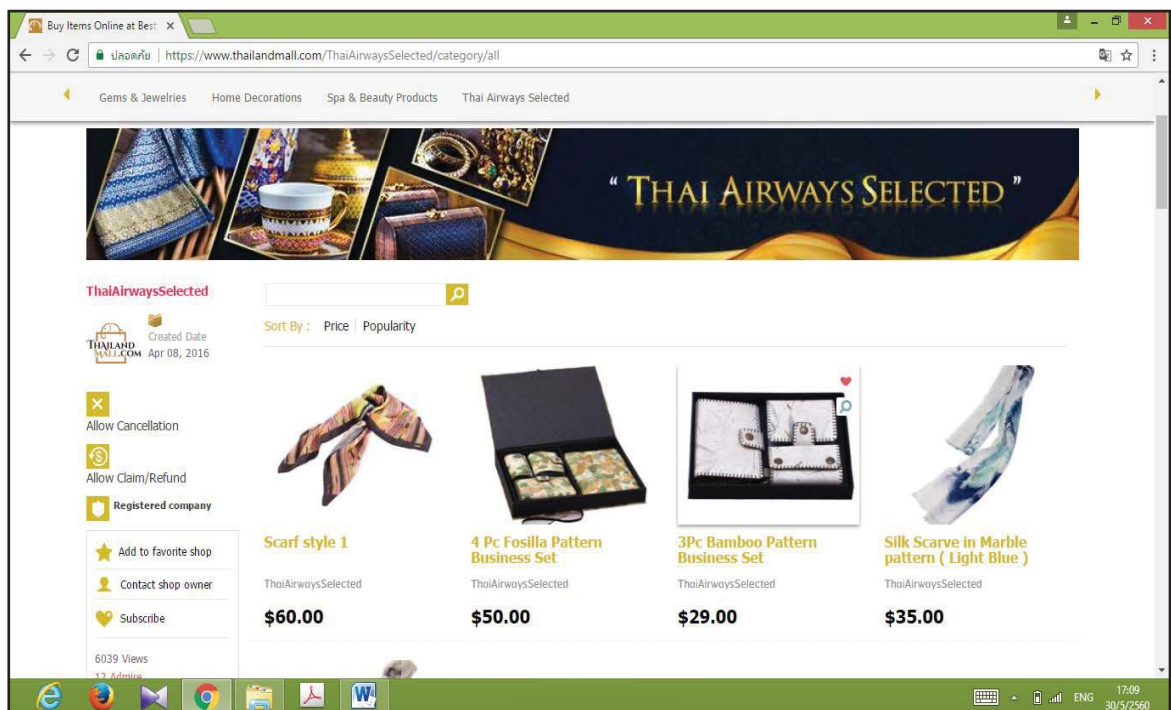 Buy Items Online at Best
ปลอดภัย https://www.thailandmall.com/ThaiAirwaysSelected/category/all
Gems & Jewelries Home Decorations Spa & Beauty Products Thai Airways Selected
“ THAI AIRWAYS SELECTED ”
ThaiAirwaysSelected
THAILAND
MALL.COM
Created Date
Apr 08, 2016
Allow Cancellation
Allow Claim/Refund
Registered company
Add to favorite shop
Contact shop owner
Subscribe
6039 Views
12 Admire
Sort By : Price Popularity
Scarf style 1
ThaiAirwaysSelected
$60.00
4 Pc Fosilla Pattern
Business Set
ThaiAirwaysSelected
$50.00
3Pc Bamboo Pattern
Business Set
ThaiAirwaysSelected
$29.00
Silk Scarve in Marble
pattern ( Light Blue )
ThaiAirwaysSelected
$35.00
ENG
17:09
30/5/2560